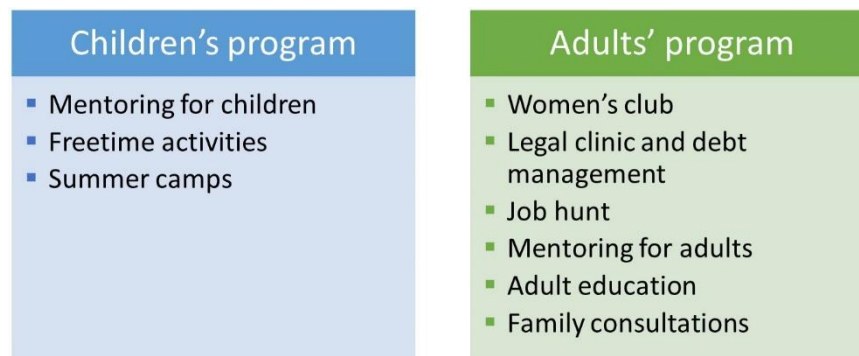 Children's program
▪ Mentoring for children
▪ Freetime activities
▪ Summer camps
Adults' program
▪ Women's club
▪ Legal clinic and debt
management
▪ Job hunt
▪ Mentoring for adults
▪ Adult education
▪ Family consultations